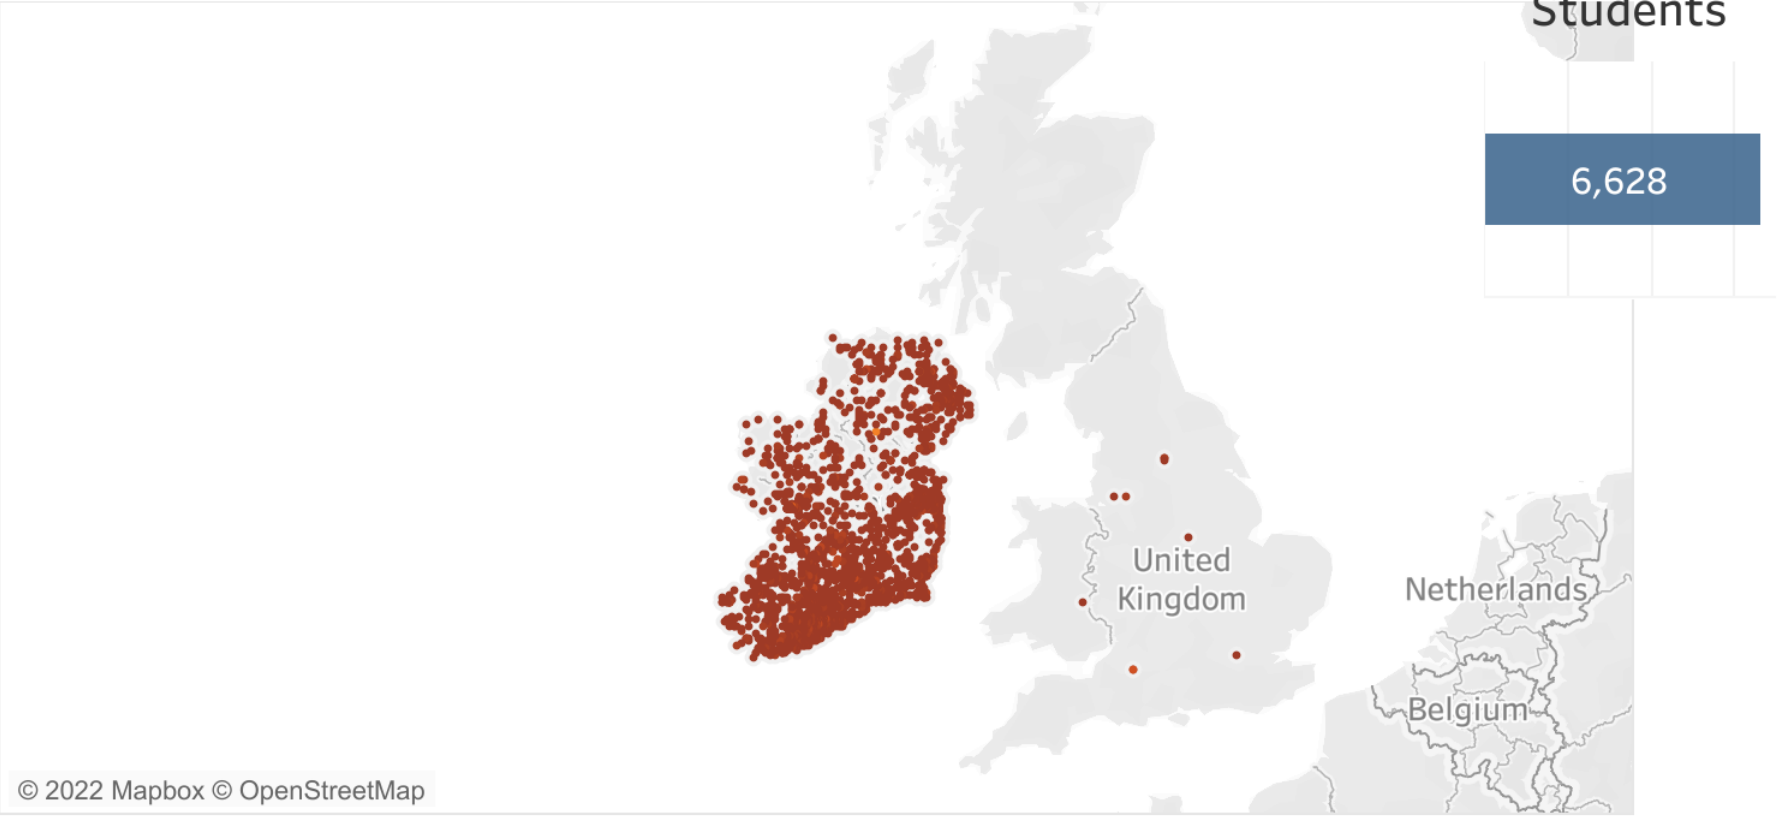 Students
6,628
United
Kingdom
Netherlands
Belgium
© 2022 Mapbox © OpenStreetMap